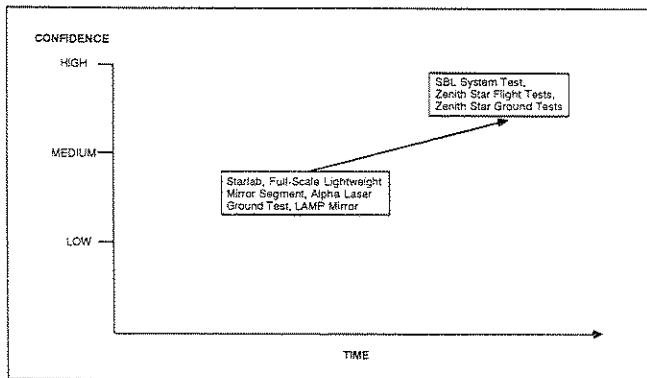 CONFIDENCE
HIGH
SBL System Test,
Zenith Star Flight Tests,
Zenith Star Ground Tests
MEDIUM
Starlab, Full-Scale Lightweight
Mirror Segment, Alpha Laser
Ground Test, LAMP Mirror
LOW
TIME